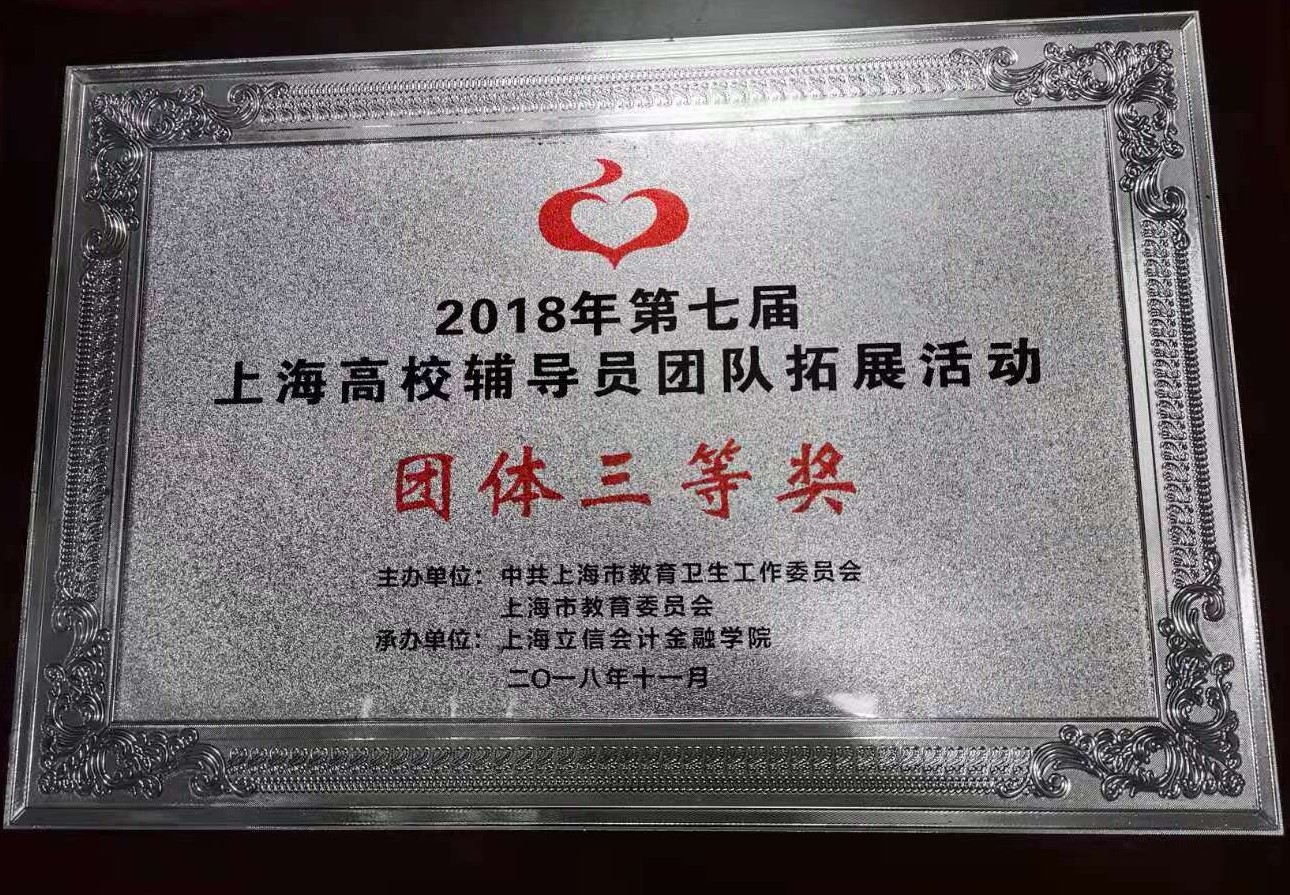 2018年第七届
上海高校辅导员团队拓展活动
团体三等奖
主办单位：中共上海市教育卫生工作委员会
上海市教育委员会
承办单位：上海立信会计金融学院
二〇一八年十一月